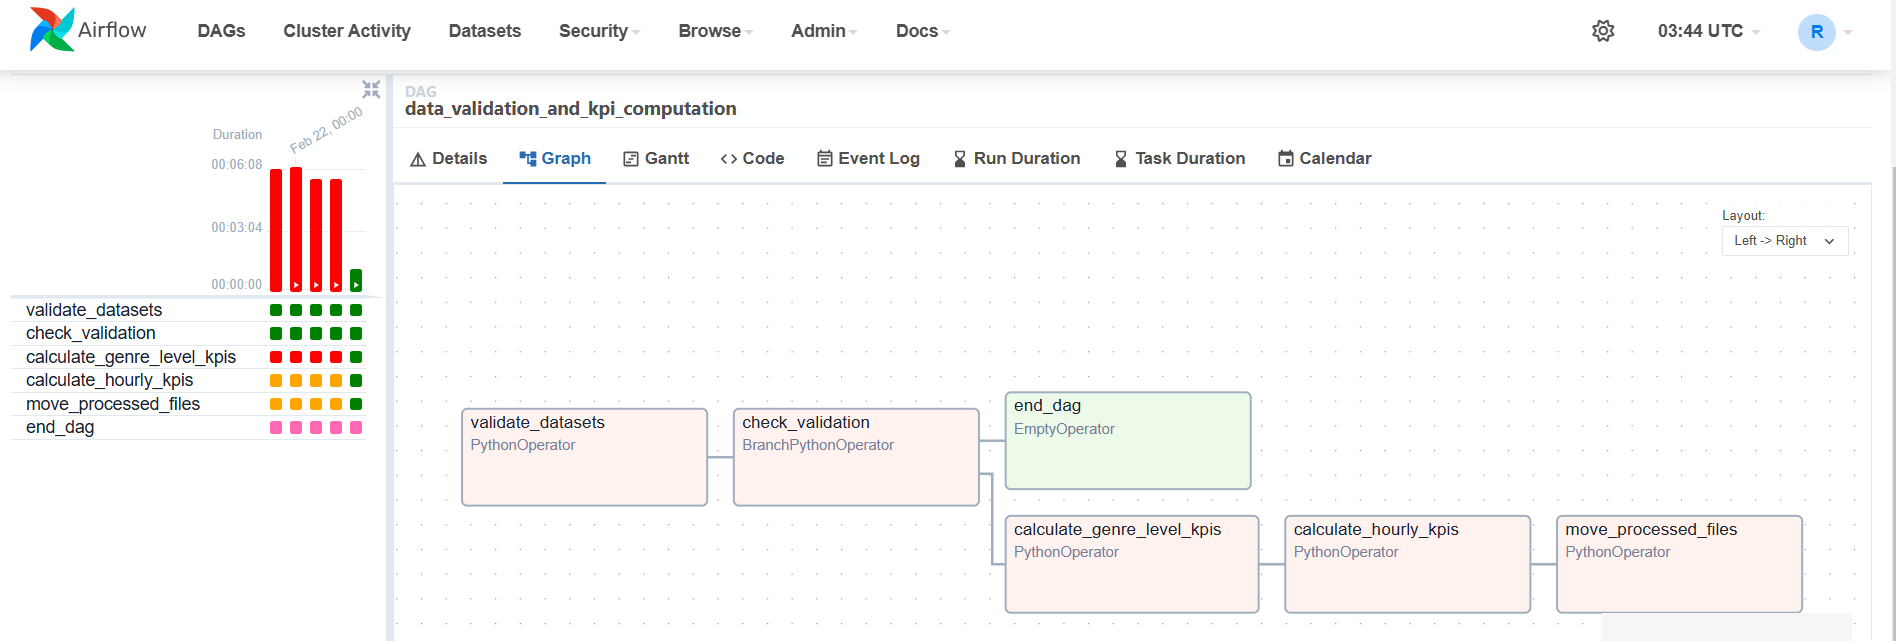 Airflow
DAGs
Cluster Activity
Datasets
Security
Browse
Admin
Docs
03:44 UTC
R
Duration
Feb 22, 00:00
00:06:08
00:03:04
00:00:00
validate_datasets
check_validation
calculate_genre_level_kpis
calculate_hourly_kpis
move_processed_files
end_dag
DAG
data_validation_and_kpi_computation
Details
Graph
Gantt
Code
Event Log
Run Duration
Task Duration
Calendar
Layout:
Left -> Right
validate_datasets
PythonOperator
check_validation
BranchPythonOperator
end_dag
EmptyOperator
calculate_genre_level_kpis
PythonOperator
calculate_hourly_kpis
PythonOperator
move_processed_files
PythonOperator